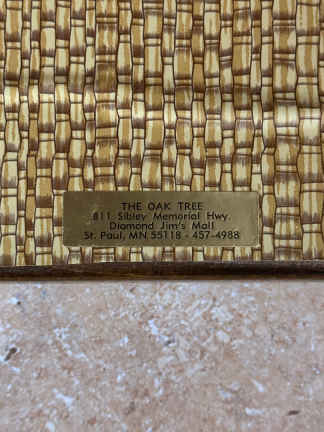 THE OAK TREE
811 Sibley Memorial Hwy.
Diamond Jim's Mall
St. Paul, MN 55118 - 457-4988